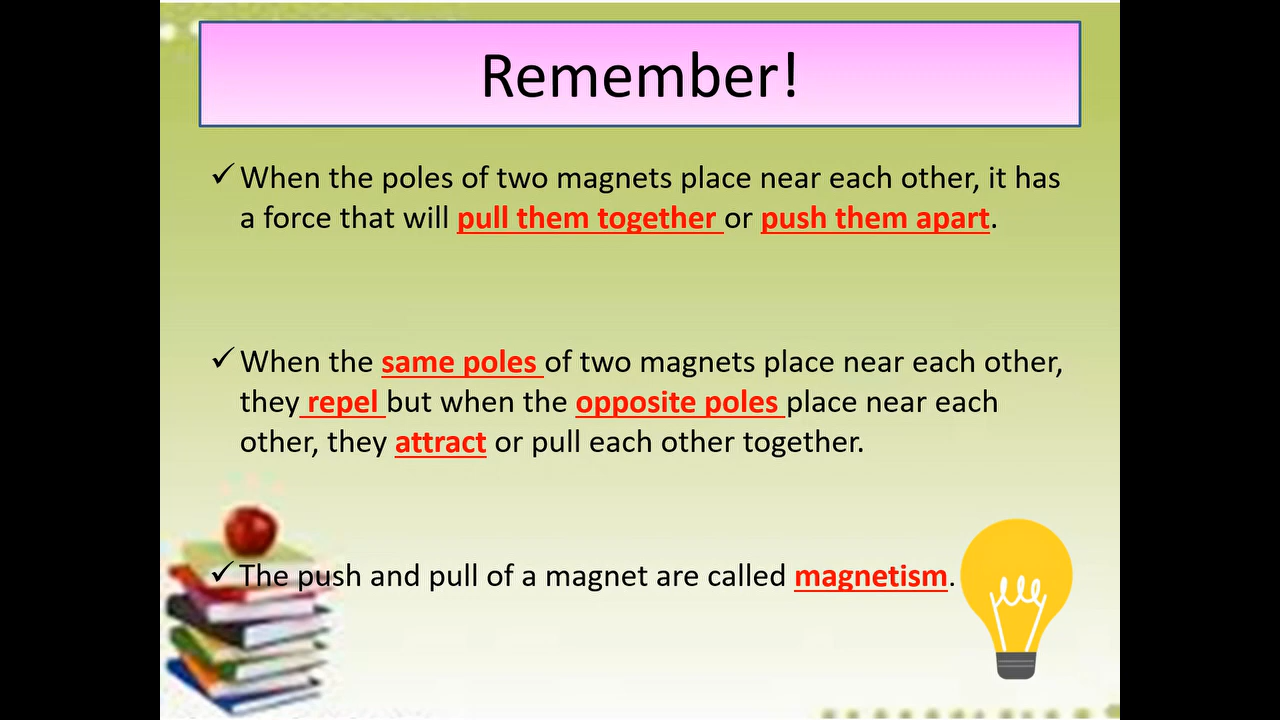 Remember!
✓When the poles of two magnets place near each other, it has
a force that will pull them together or push them apart.
✓When the same poles of two magnets place near each other,
they repel but when the opposite poles place near each
other, they attract or pull each other together.
✓The push and pull of a magnet are called magnetism.